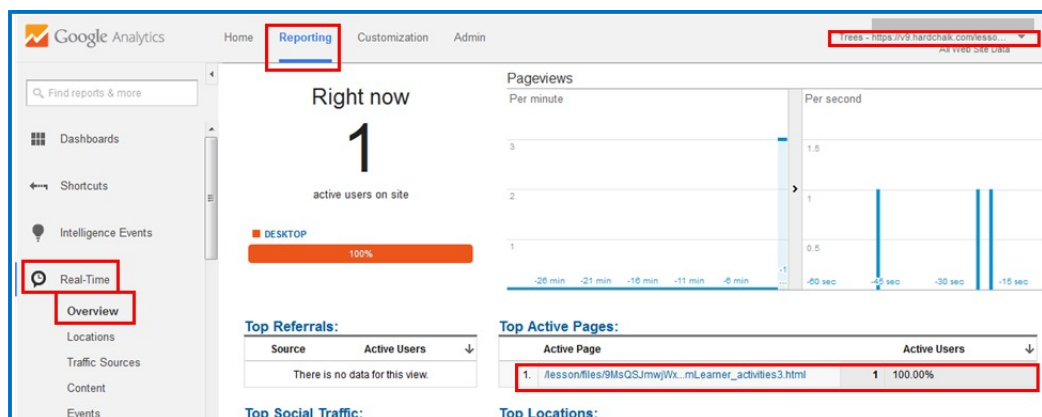 Google Analytics
Home Reporting Customization Admin
Trees - https://v9.hardchalk.com/lesso...
All Web Site Data
Find reports & more
Dashboards
Shortcuts
Intelligence Events
Real-Time
Overview
Locations
Traffic Sources
Content
Events
Right now
1
active users on site
DESKTOP
100%
Pageviews
Per minute
3
2
1
-26 min -21 min -16 min -11 min -6 min -1
...
Per second
1.5
1
0.5
-60 sec -45 sec -30 sec -15 sec
Top Referrals:
Source Active Users
There is no data for this view.
Top Social Traffic:
Top Active Pages:
Active Page Active Users
1. /lesson/files/9MsQSJmwjWx...mLearner_activities3.html 1 100.00%
Top Locations: